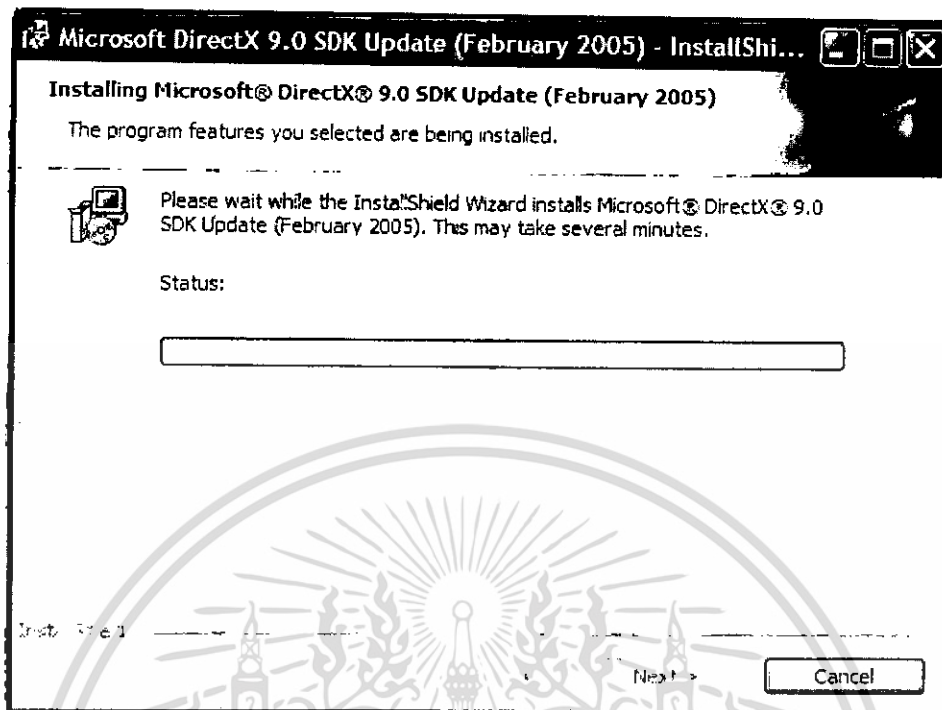 Microsoft DirectX 9.0 SDK Update (February 2005) - InstallShi...
Installing Microsoft® DirectX® 9.0 SDK Update (February 2005)
The program features you selected are being installed.
Please wait while the InstallShield Wizard installs Microsoft® DirectX® 9.0
SDK Update (February 2005). This may take several minutes.
Status:
Next >
Cancel